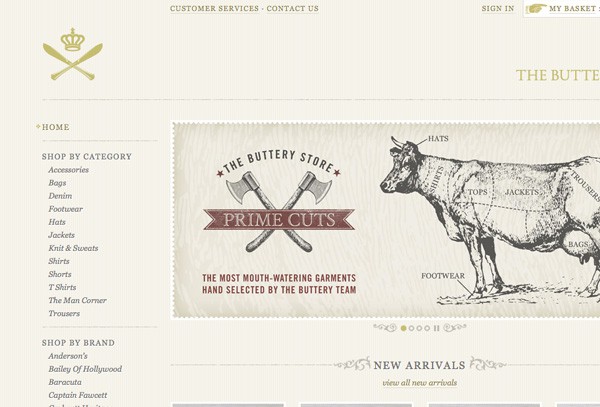 CUSTOMER SERVICES · CONTACT US
SIGN IN
MY BASKET
THE BUTTE
HOME
SHOP BY CATEGORY
Accessories
Bags
Denim
Footwear
Hats
Jackets
Knit & Sweats
Shirts
Shorts
T Shirts
The Man Corner
Trousers
SHOP BY BRAND
Anderson's
Bailey Of Hollywood
Baracuta
Captain Fawcett
THE BUTTERY STORE
PRIME CUTS
THE MOST MOUTH-WATERING GARMENTS
HAND SELECTED BY THE BUTTERY TEAM
HATS
SHIRTS
TOPS
JACKETS
TROUSERS
BAGS
FOOTWEAR
NEW ARRIVALS
view all new arrivals